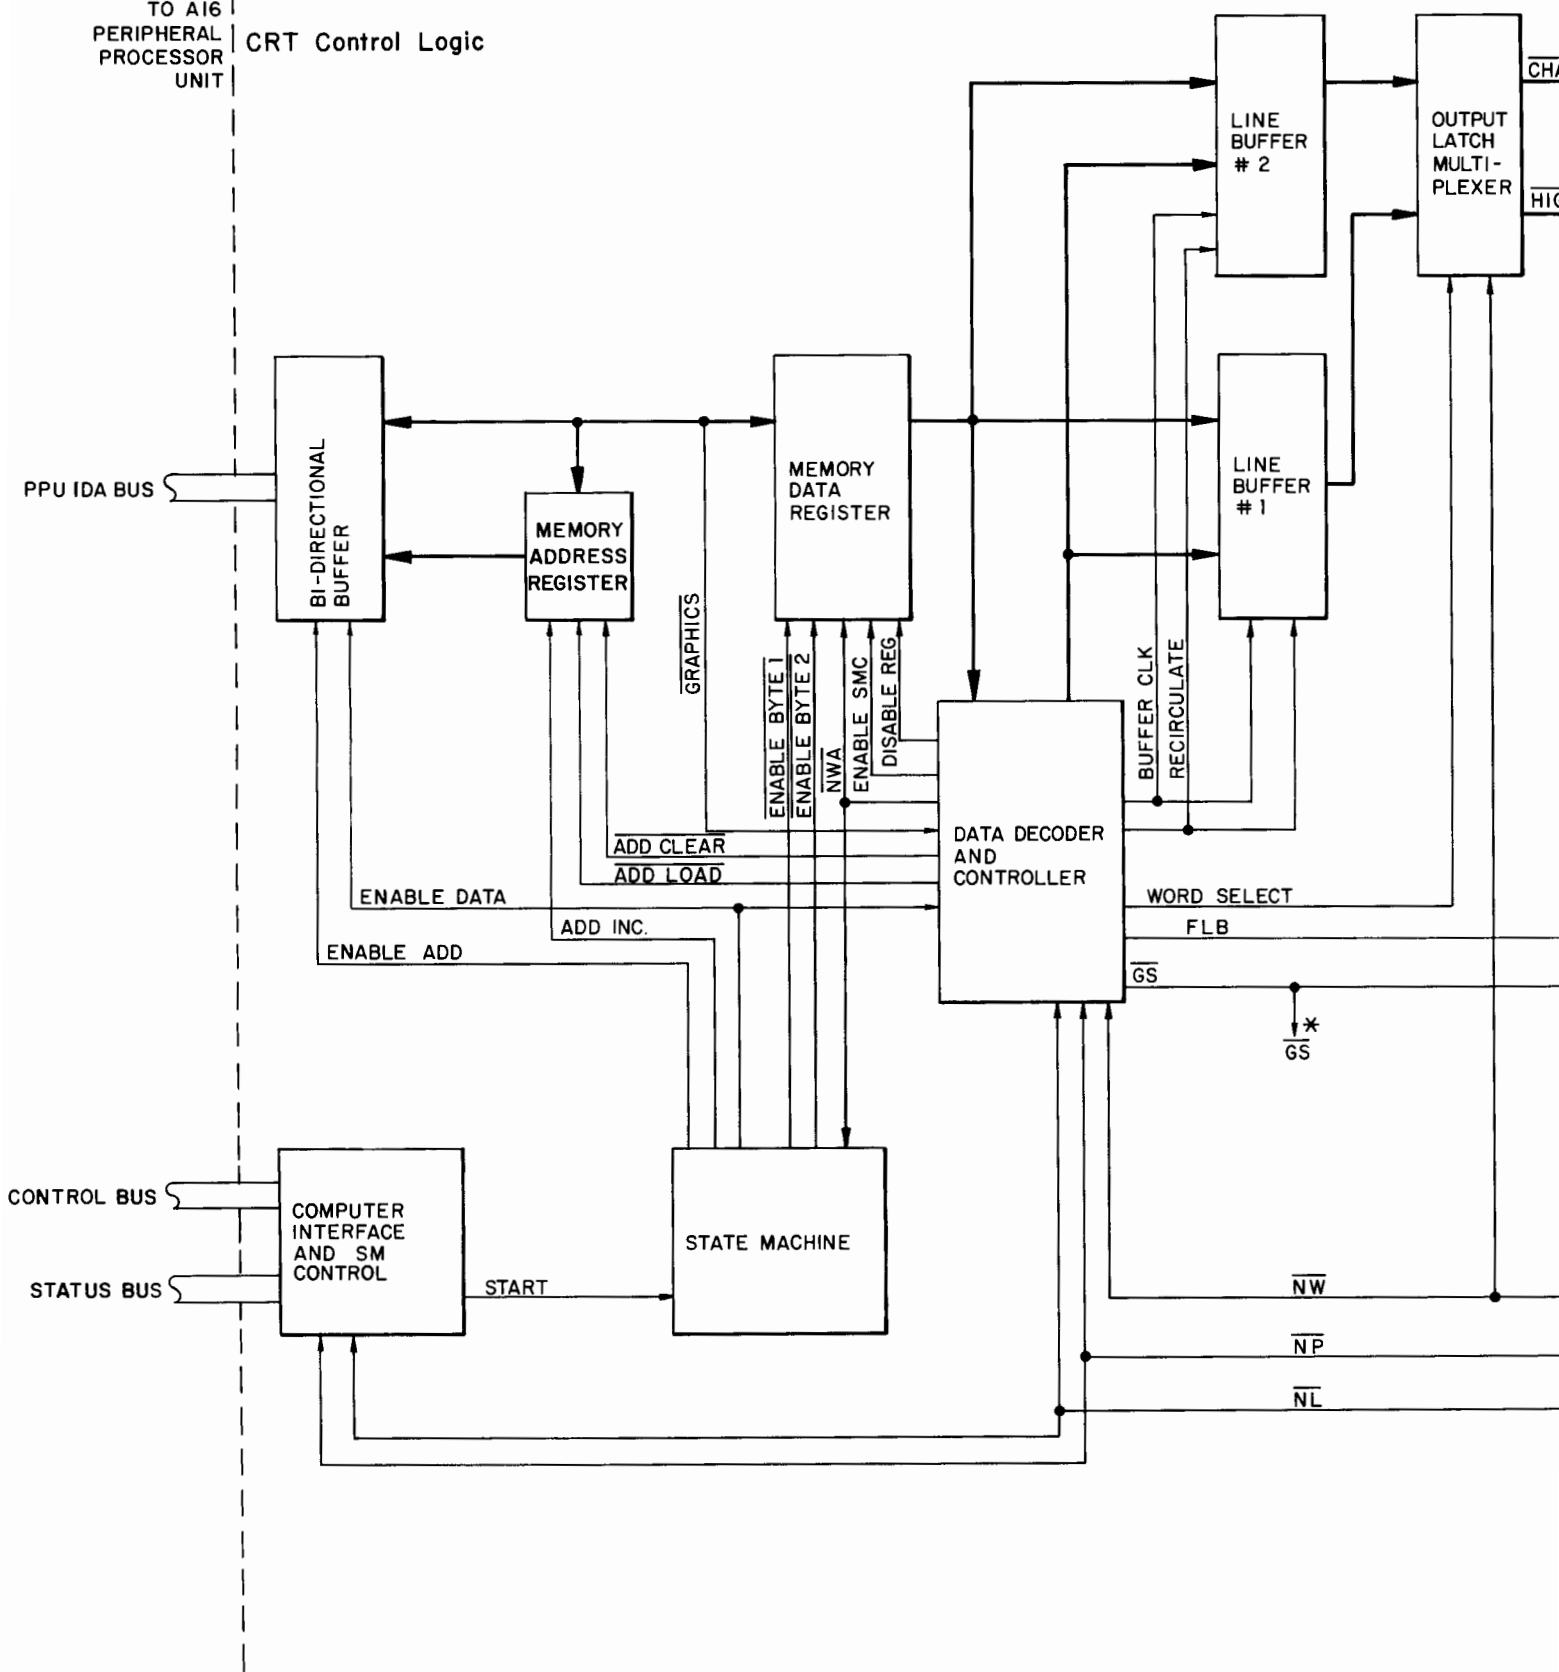 TO A16
PERIPHERAL
PROCESSOR
UNIT
CRT Control Logic
LINE
BUFFER
# 2
OUTPUT
LATCH
MULTI-
PLEXER
CHA
HIG
PPU IDA BUS
BI-DIRECTIONAL
BUFFER
MEMORY
ADDRESS
REGISTER
MEMORY
DATA
REGISTER
LINE
BUFFER
# 1
GRAPHICS
ENABLE BYTE 1
ENABLE BYTE 2
NWA
ENABLE SMC
DISABLE REG
BUFFER CLK
RECIRCULATE
DATA DECODER
AND
CONTROLLER
ADD CLEAR
ADD LOAD
ENABLE DATA
ADD INC.
ENABLE ADD
WORD SELECT
FLB
GS
GS*
CONTROL BUS
STATUS BUS
COMPUTER
INTERFACE
AND SM
CONTROL
START
STATE MACHINE
NW
NP
NL